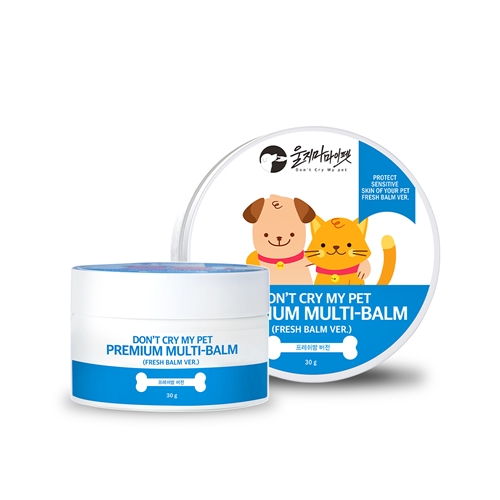 울지마마이펫
Don't Cry My pet
PROTECT
SENSITIVE
SKIN OF YOUR PET
FRESH BALM VER.
DON'T CRY MY PET
IUM MULTI-BALM
(FRESH BALM VER.)
프레쉬밤 버전
30 g
DON'T CRY MY PET
PREMIUM MULTI-BALM
(FRESH BALM VER.)
프레쉬밤 버전
30 g